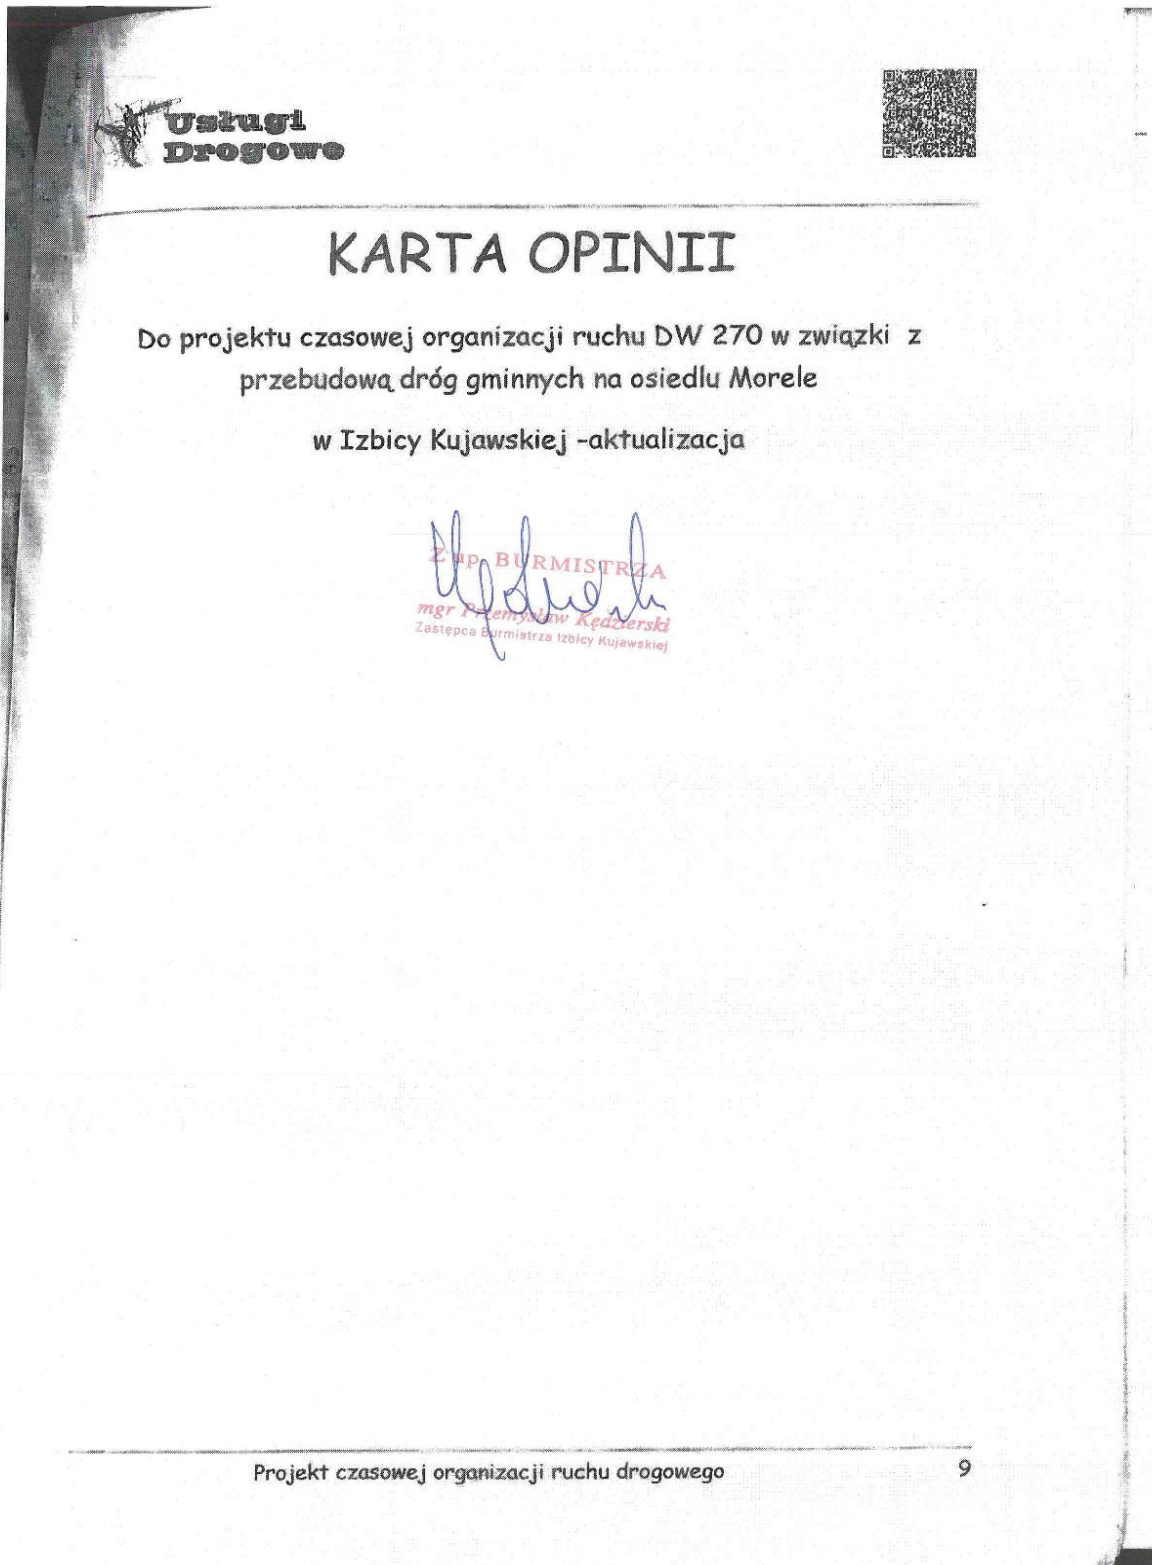 Usługi
Drogowe
KARTA OPINII
Do projektu czasowej organizacji ruchu DW 270 w związki z
przebudową dróg gminnych na osiedlu Morele
w Izbicy Kujawskiej -aktualizacja
Z up. BURMISTRZA
mgr Przemysław Kędzierski
Zastępca Burmistrza Izbicy Kujawskiej
Projekt czasowej organizacji ruchu drogowego
9